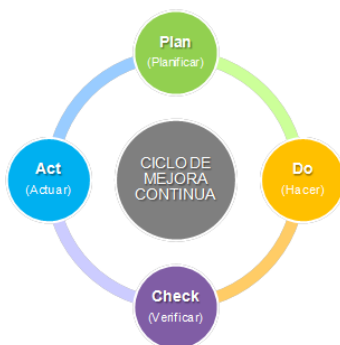 Plan
(Planificar)
Act
(Actuar)
CICLO DE
MEJORA
CONTINUA
Do
(Hacer)
Check
(Verificar)